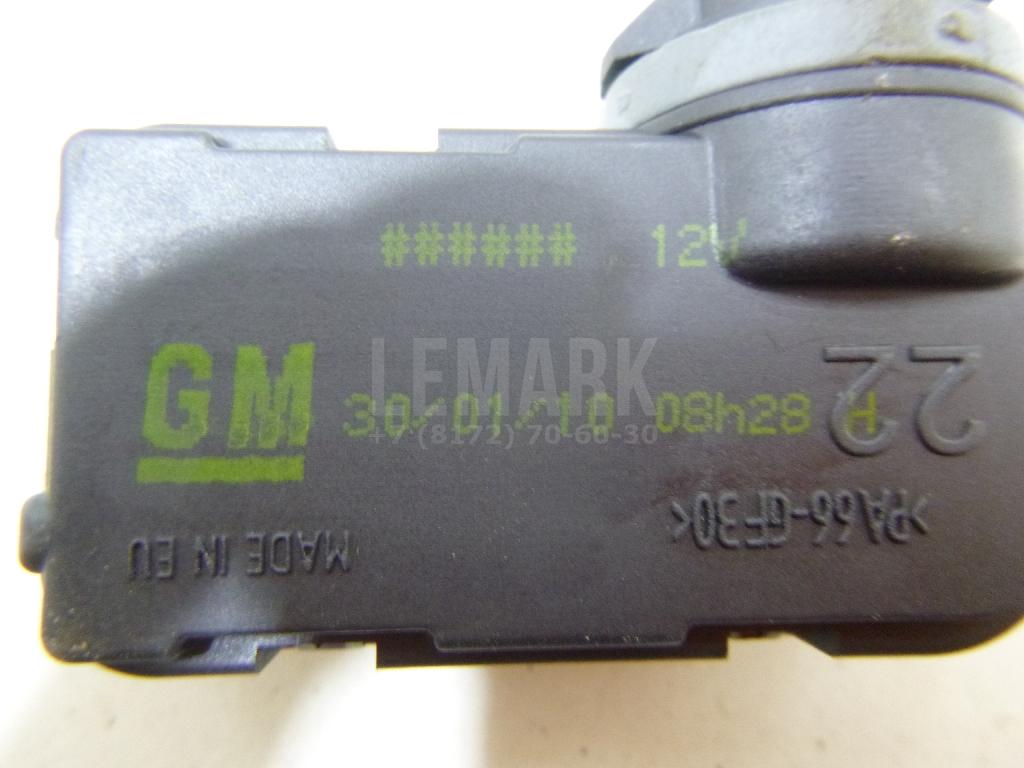 ###### 12V
GM
30/01/10 08h28 H
22
LEMARK
+7 (8172) 70-60-30
>PA66-GF30<
MADE IN EU